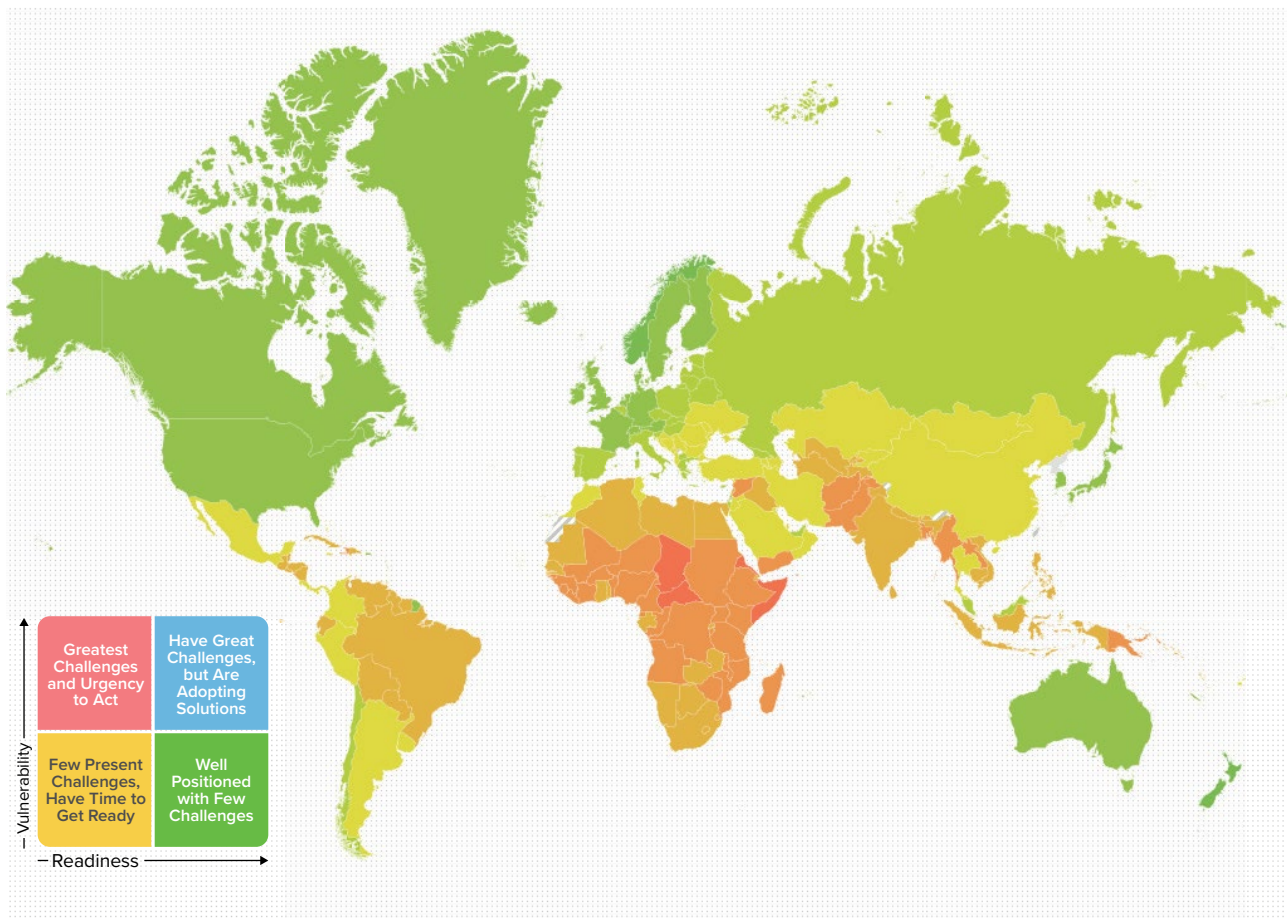 Greatest
Challenges
and Urgency
to Act
Have Great
Challenges,
but Are
Adopting
Solutions
Few Present
Challenges,
Have Time to
Get Ready
Well
Positioned
with Few
Challenges
Vulnerability
Readiness